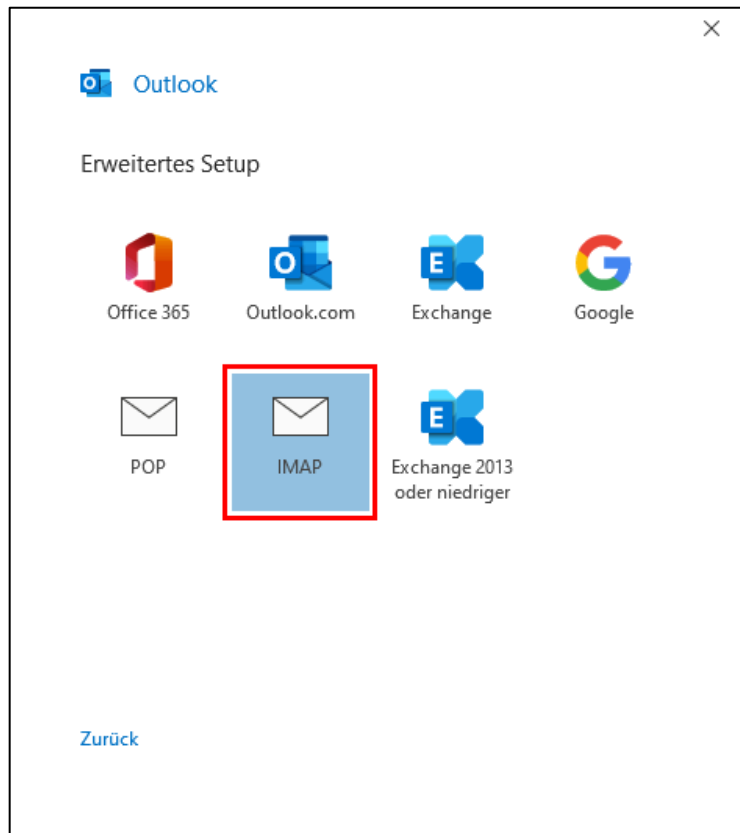 Outlook
Erweitertes Setup
Office 365
Outlook.com
Exchange
Google
POP
IMAP
Exchange 2013
oder niedriger
Zurück